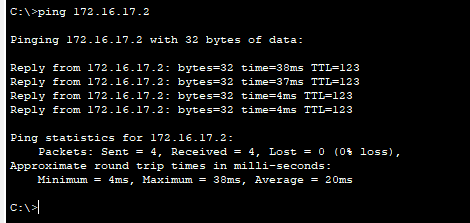 C:\>ping 172.16.17.2
Pinging 172.16.17.2 with 32 bytes of data:
Reply from 172.16.17.2: bytes=32 time=38ms TTL=123
Reply from 172.16.17.2: bytes=32 time=37ms TTL=123
Reply from 172.16.17.2: bytes=32 time=4ms TTL=123
Reply from 172.16.17.2: bytes=32 time=4ms TTL=123
Ping statistics for 172.16.17.2:
    Packets: Sent = 4, Received = 4, Lost = 0 (0% loss),
Approximate round trip times in milli-seconds:
    Minimum = 4ms, Maximum = 38ms, Average = 20ms
C:\>